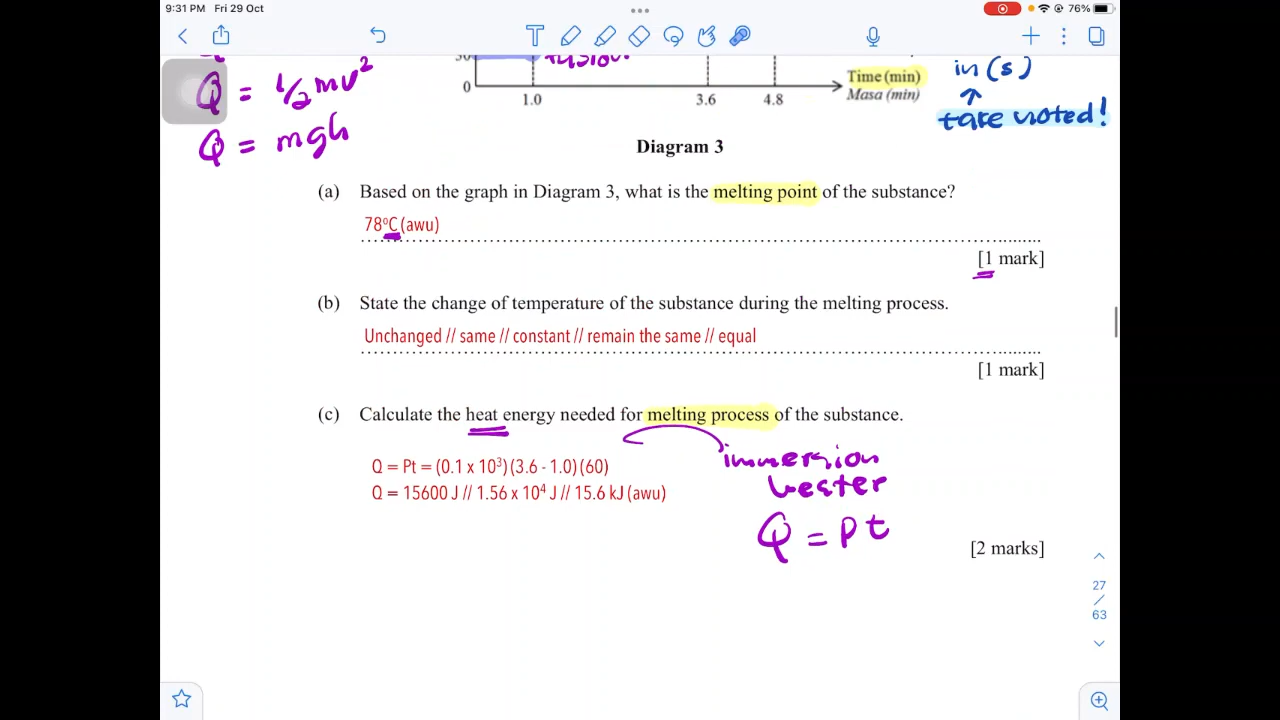 9:31 PM Fri 29 Oct
76%
Q = 1/2 mv²
Q = mgh
0
1.0
3.6
4.8
Time (min)
Masa (min)
in (s)
↑
take noted!
Diagram 3
(a) Based on the graph in Diagram 3, what is the melting point of the substance?
78°C (awu)
[1 mark]
(b) State the change of temperature of the substance during the melting process.
Unchanged // same // constant // remain the same // equal
[1 mark]
(c) Calculate the heat energy needed for melting process of the substance.
Q = Pt = (0.1 x 10³) (3.6 - 1.0) (60)
Q = 15600 J // 1.56 x 10⁴ J // 15.6 kJ (awu)
immersion
heater
Q = Pt
[2 marks]
27
/
63